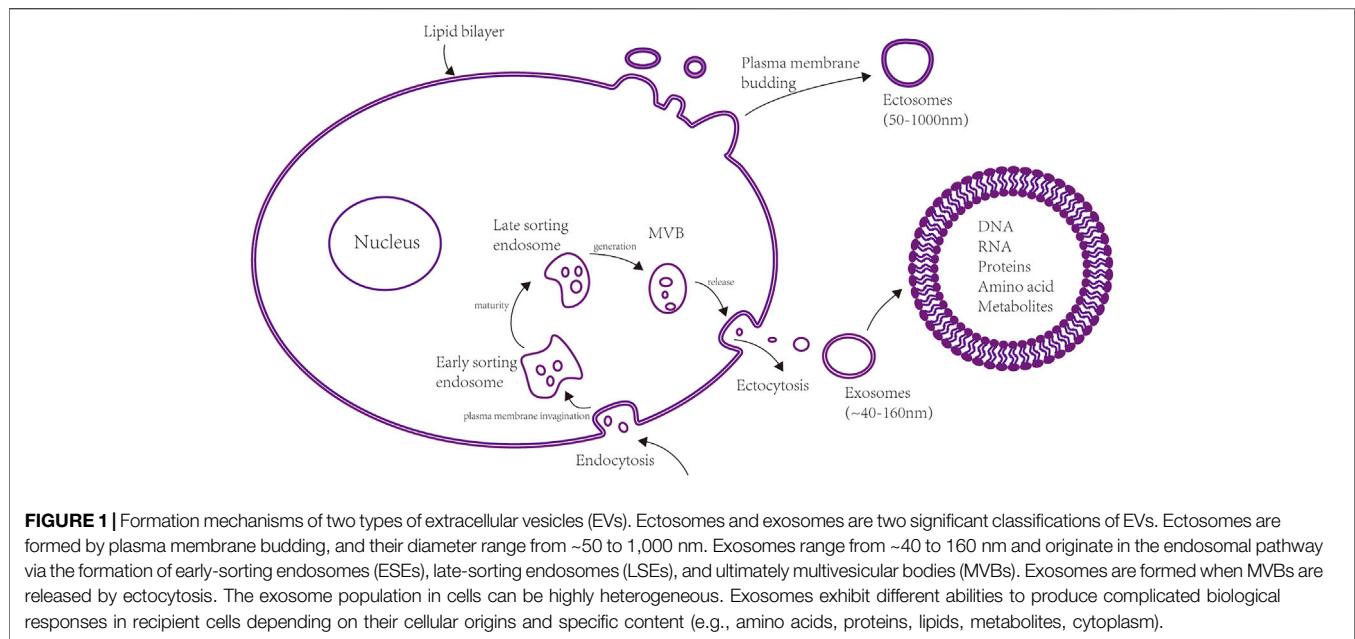 Lipid bilayer
Plasma membrane
budding
Ectosomes
(50-1000nm)
Nucleus
Late sorting
endosome
generation
MVB
release
maturity
Early sorting
endosome
plasma membrane invagination
Endocytosis
Ectocytosis
Exosomes
(~40-160nm)
DNA
RNA
Proteins
Amino acid
Metabolites
FIGURE 1 | Formation mechanisms of two types of extracellular vesicles (EVs). Ectosomes and exosomes are two significant classifications of EVs. Ectosomes are
formed by plasma membrane budding, and their diameter range from ~50 to 1,000 nm. Exosomes range from ~40 to 160 nm and originate in the endosomal pathway
via the formation of early-sorting endosomes (ESEs), late-sorting endosomes (LSEs), and ultimately multivesicular bodies (MVBs). Exosomes are formed when MVBs are
released by ectocytosis. The exosome population in cells can be highly heterogeneous. Exosomes exhibit different abilities to produce complicated biological
responses in recipient cells depending on their cellular origins and specific content (e.g., amino acids, proteins, lipids, metabolites, cytoplasm).